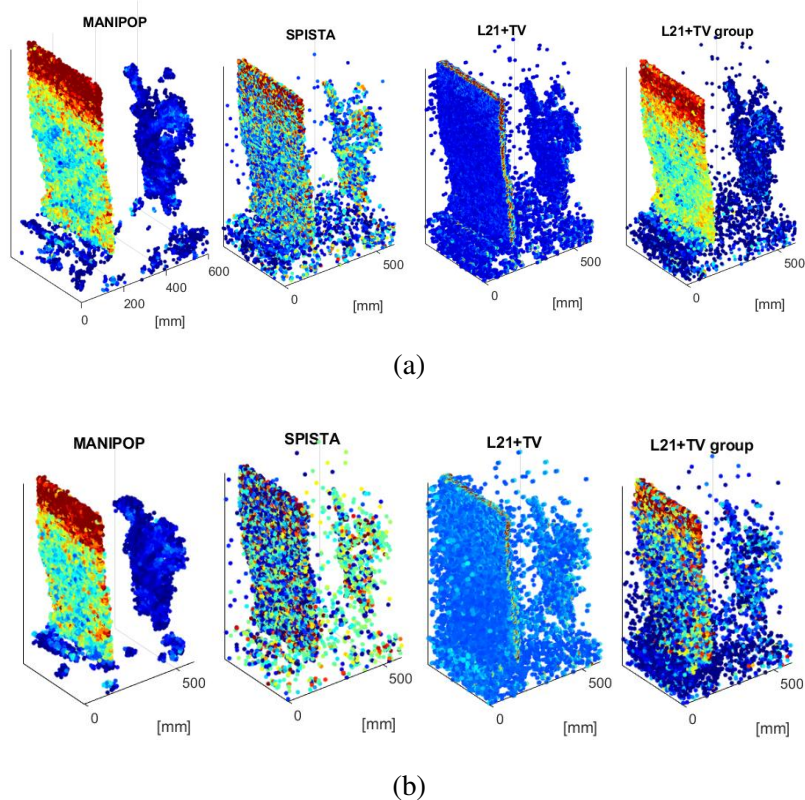 MANIPOP
SPISTA
L21+TV
L21+TV group
0 200 400 600
[mm]
0 500
[mm]
0 500
[mm]
0 500
[mm]
(a)
MANIPOP
SPISTA
L21+TV
L21+TV group
0 500
[mm]
0 500
[mm]
0 500
[mm]
0 500
[mm]
(b)